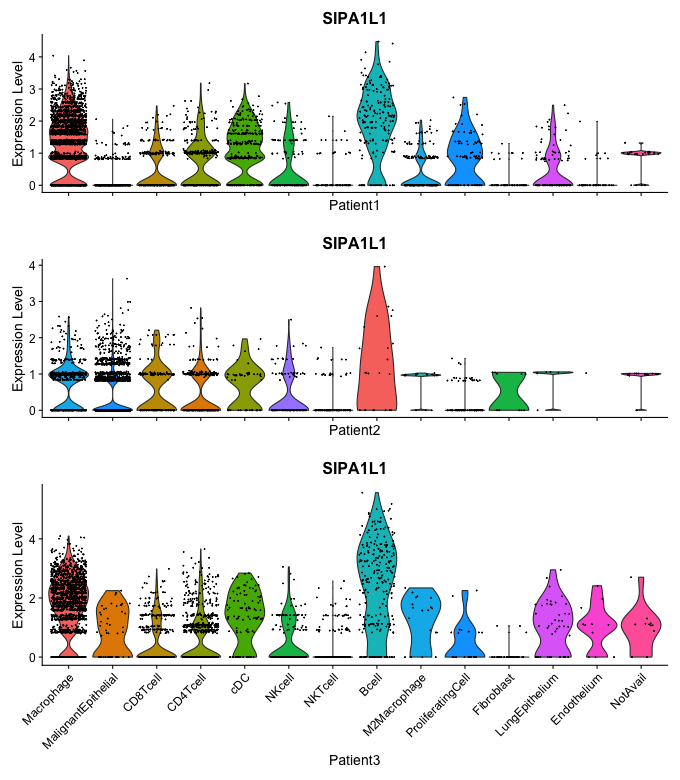 SIPA1L1
Expression Level
4
3
2
1
0
Patient1
SIPA1L1
Expression Level
4
3
2
1
0
Patient2
SIPA1L1
Expression Level
4
2
0
Macrophage
MalignantEpithelial
CD8Tcell
CD4Tcell
cDC
NKcell
NKTcell
Bcell
M2Macrophage
ProliferatingCell
Fibroblast
LungEpithelium
Endothelium
NotAvail
Patient3